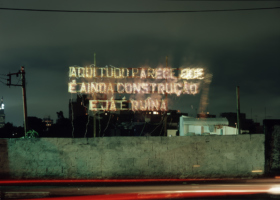 AQUI TUDO PARECE QUE
É AINDA CONSTRUÇÃO
E JÁ É RUÍNA